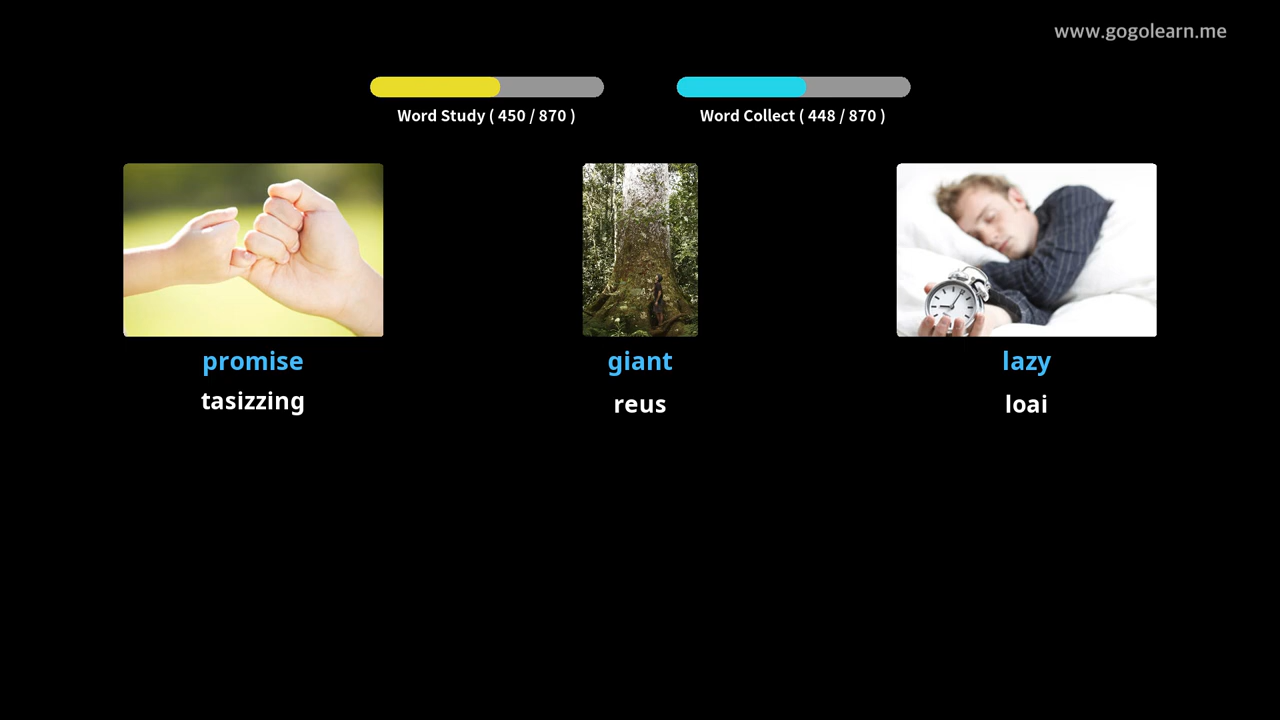 www.gogolearn.me
Word Study ( 450 / 870 )
Word Collect ( 448 / 870 )
promise
giant
lazy
tasizzing
reus
loai